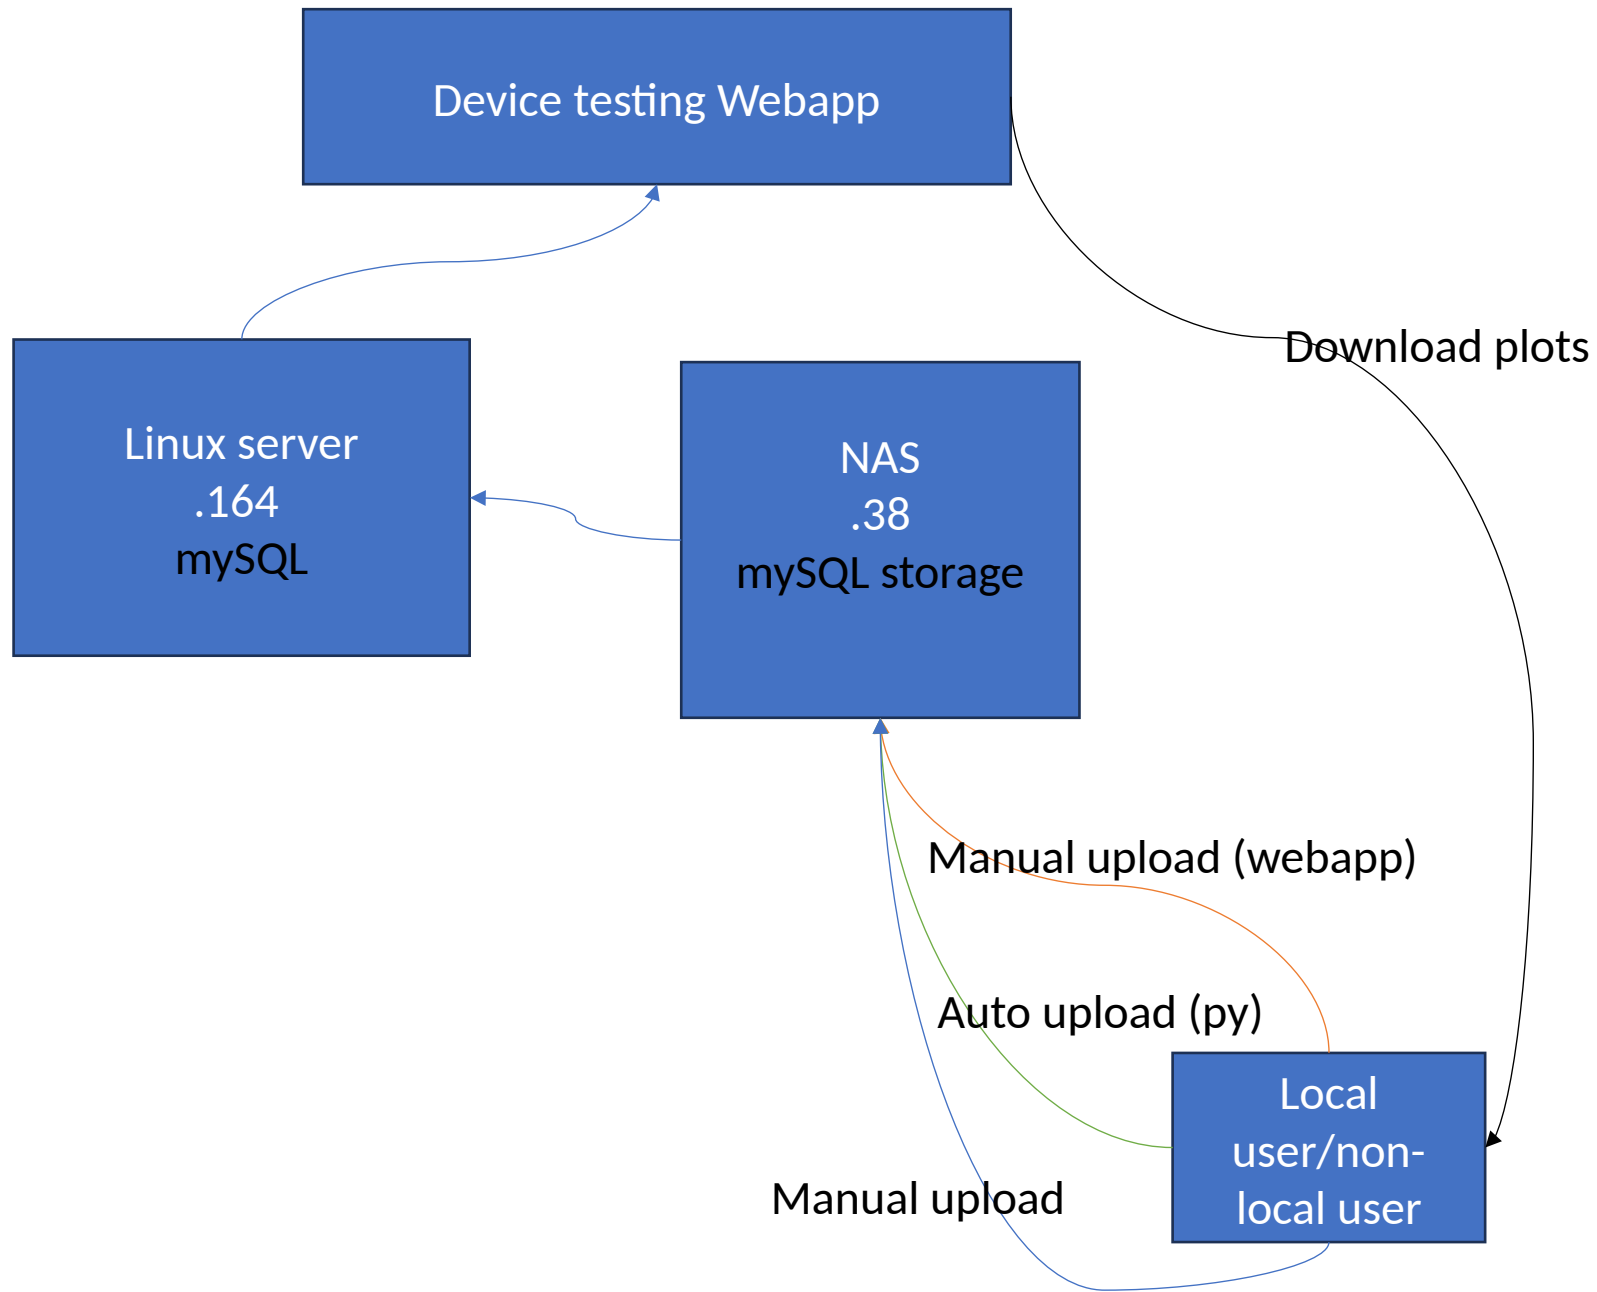 Device testing Webapp
Download plots
Linux server
.164
mySQL
NAS
.38
mySQL storage
Manual upload (webapp)
Auto upload (py)
Manual upload
Local
user/non-
local user